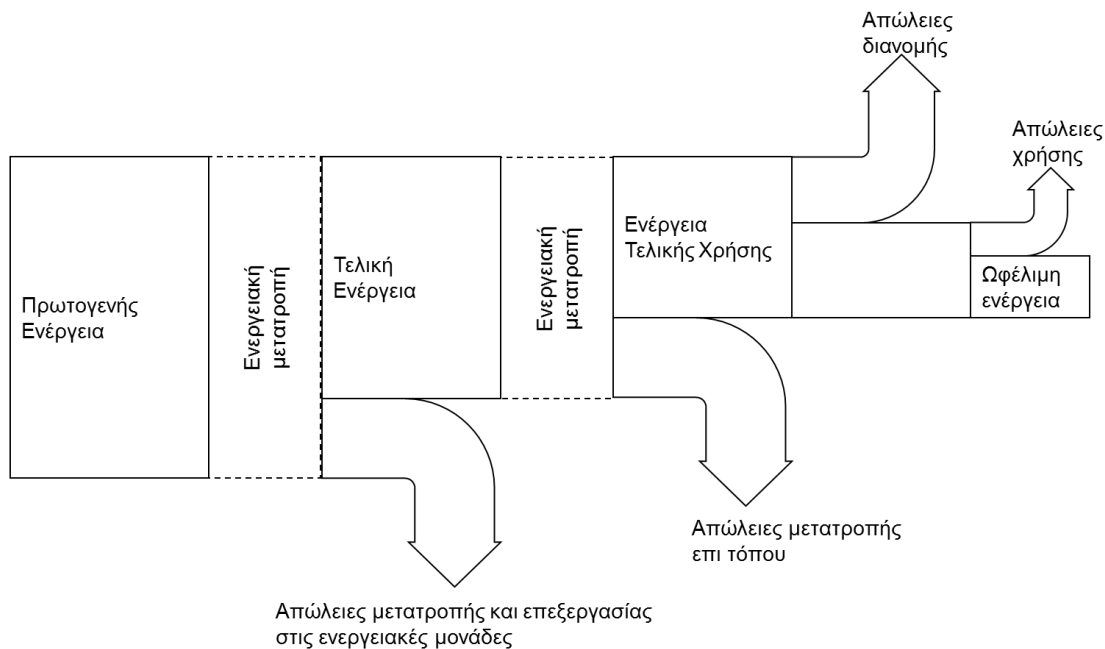 Απώλειες
διανομής
Απώλειες
χρήσης
Πρωτογενής
Ενέργεια
Ενεργειακή
μετατροπή
Τελική
Ενέργεια
Ενεργειακή
μετατροπή
Ενέργεια
Τελικής Χρήσης
Ωφέλιμη
ενέργεια
Απώλειες μετατροπής
επι τόπου
Απώλειες μετατροπής και επεξεργασίας
στις ενεργειακές μονάδες